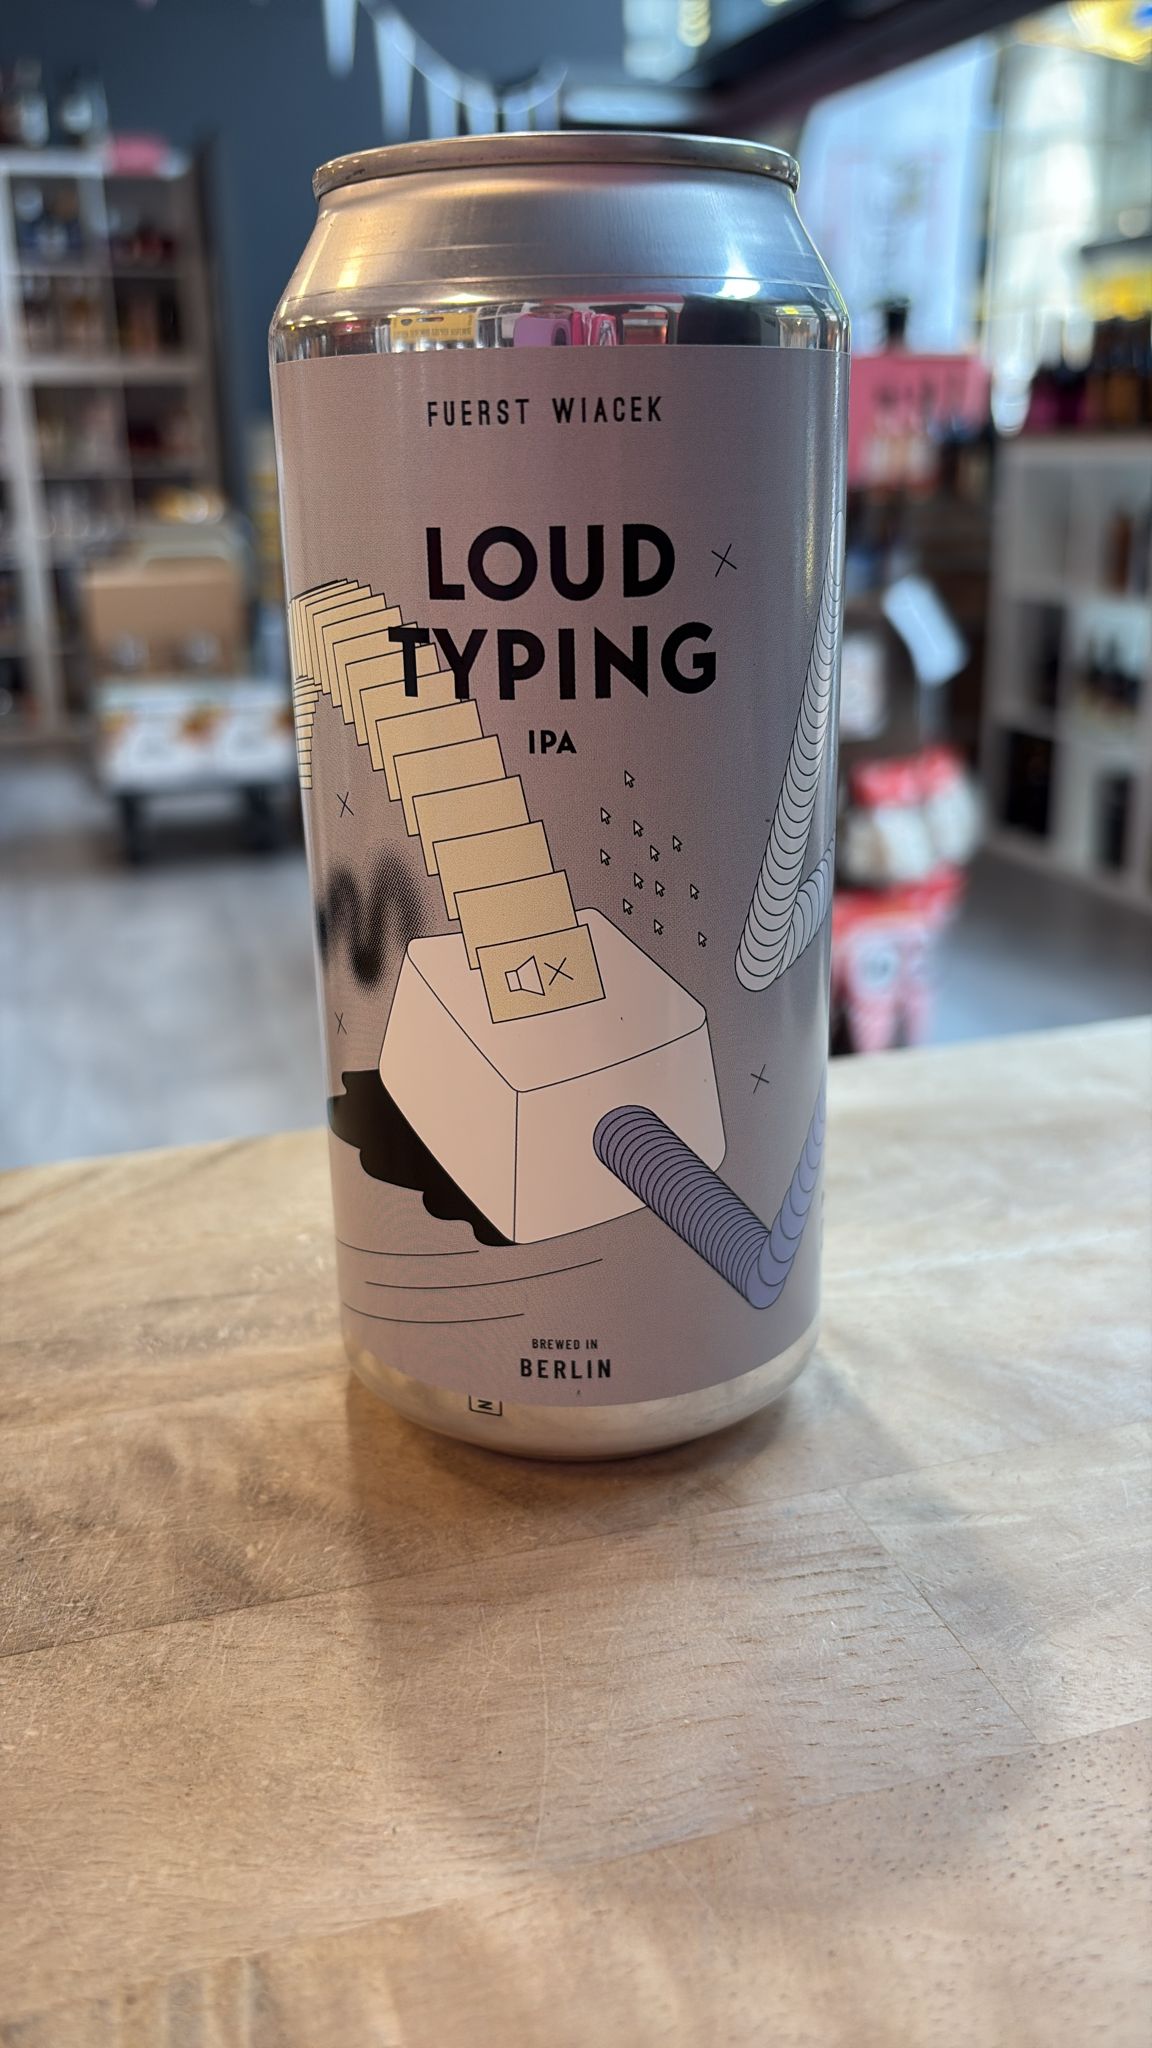 FUERST WIACEK
LOUD
TYPING
IPA
BREWED IN
BERLIN